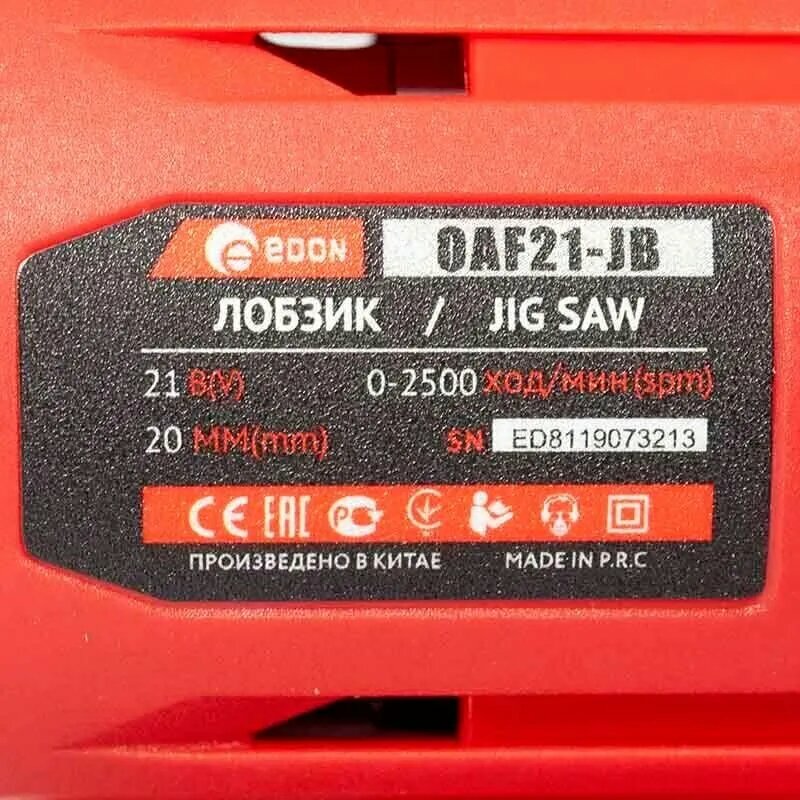 EDON OAF21-JB
ЛОБЗИК / JIG SAW
21 В(V) 0-2500 ход/мин(spm)
20 ММ(mm) SN ED8119073213
CE EAC
ПРОИЗВЕДЕНО В КИТАЕ MADE IN P.R.C